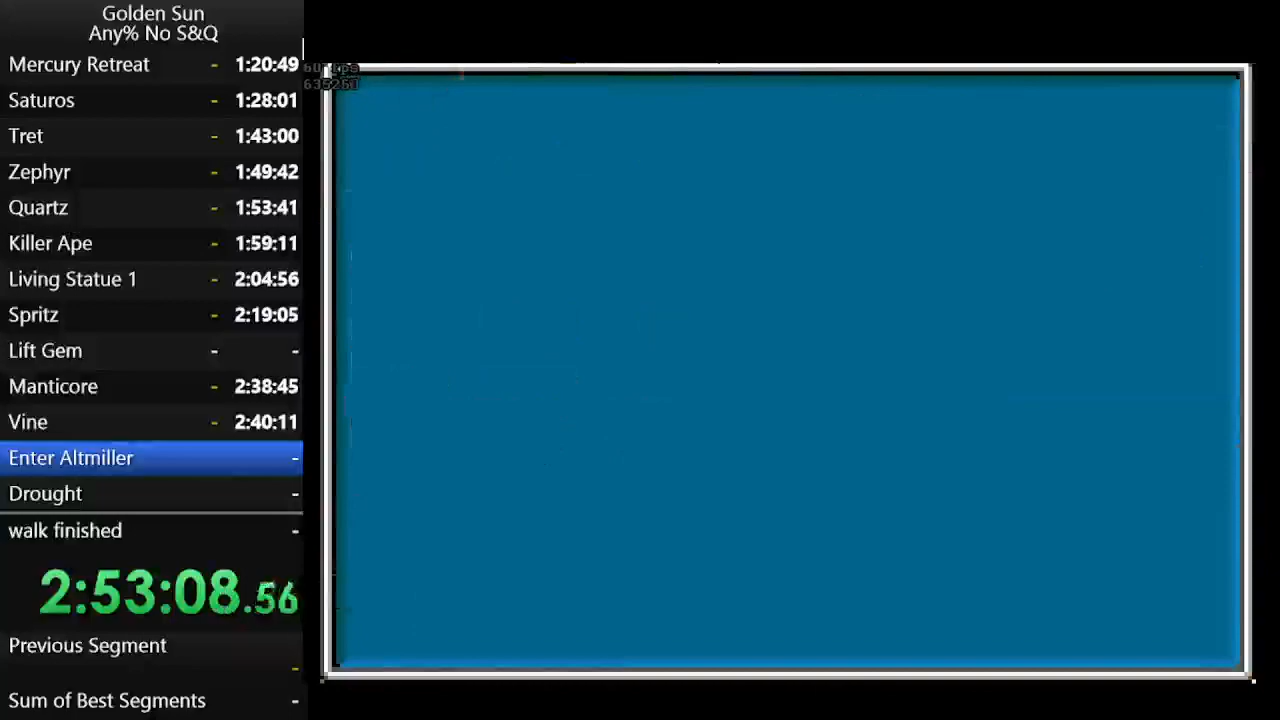 Golden Sun
Any% No S&Q
Mercury Retreat - 1:20:49
Saturos - 1:28:01
Tret - 1:43:00
Zephyr - 1:49:42
Quartz - 1:53:41
Killer Ape - 1:59:11
Living Statue 1 - 2:04:56
Spritz - 2:19:05
Lift Gem - -
Manticore - 2:38:45
Vine - 2:40:11
Enter Altmiller -
Drought -
walk finished -
2:53:08.56
Previous Segment
-
Sum of Best Segments -